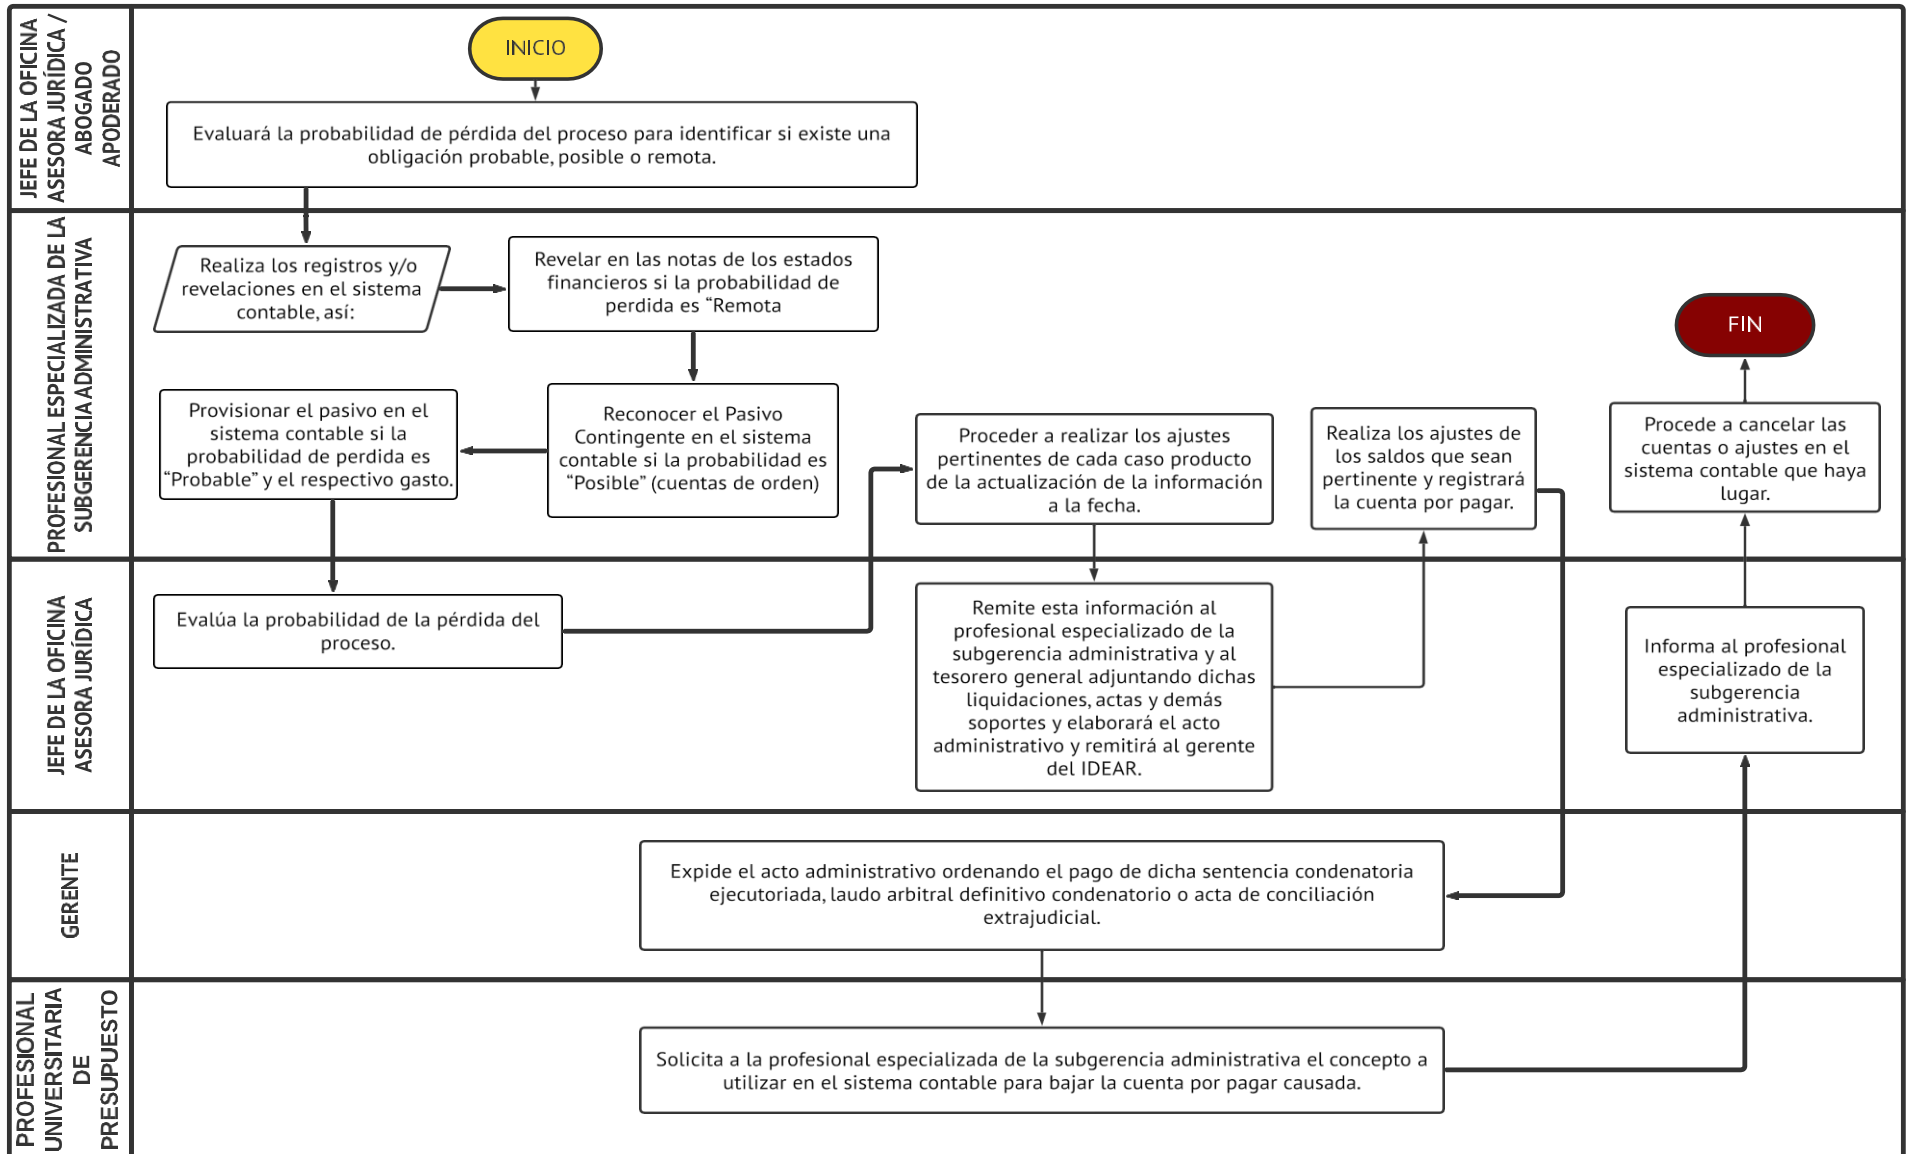 JEFE DE LA OFICINA
ASESORA JURÍDICA /
ABOGADO
APODERADO
INICIO
Evaluará la probabilidad de pérdida del proceso para identificar si existe una
obligación probable, posible o remota.
PROFESIONAL ESPECIALIZADA DE LA
SUBGERENCIA ADMINISTRATIVA
Realiza los registros y/o
revelaciones en el sistema
contable, así:
Revelar en las notas de los estados
financieros si la probabilidad de
perdida es “Remota
Reconocer el Pasivo
Contingente en el sistema
contable si la probabilidad es
“Posible” (cuentas de orden)
Provisionar el pasivo en el
sistema contable si la
probabilidad de perdida es
“Probable” y el respectivo gasto.
Proceder a realizar los ajustes
pertinentes de cada caso producto
de la actualización de la información
a la fecha.
Realiza los ajustes de
los saldos que sean
pertinente y registrará
la cuenta por pagar.
FIN
Procede a cancelar las
cuentas o ajustes en el
sistema contable que haya
lugar.
JEFE DE LA OFICINA
ASESORA JURÍDICA
Evalúa la probabilidad de la pérdida del
proceso.
Remite esta información al
profesional especializado de la
subgerencia administrativa y al
tesorero general adjuntando dichas
liquidaciones, actas y demás
soportes y elaborará el acto
administrativo y remitirá al gerente
del IDEAR.
Informa al profesional
especializado de la
subgerencia
administrativa.
GERENTE
Expide el acto administrativo ordenando el pago de dicha sentencia condenatoria
ejecutoriada, laudo arbitral definitivo condenatorio o acta de conciliación
extrajudicial.
PROFESIONAL
UNIVERSITARIA
DE
PRESUPUESTO
Solicita a la profesional especializada de la subgerencia administrativa el concepto a
utilizar en el sistema contable para bajar la cuenta por pagar causada.